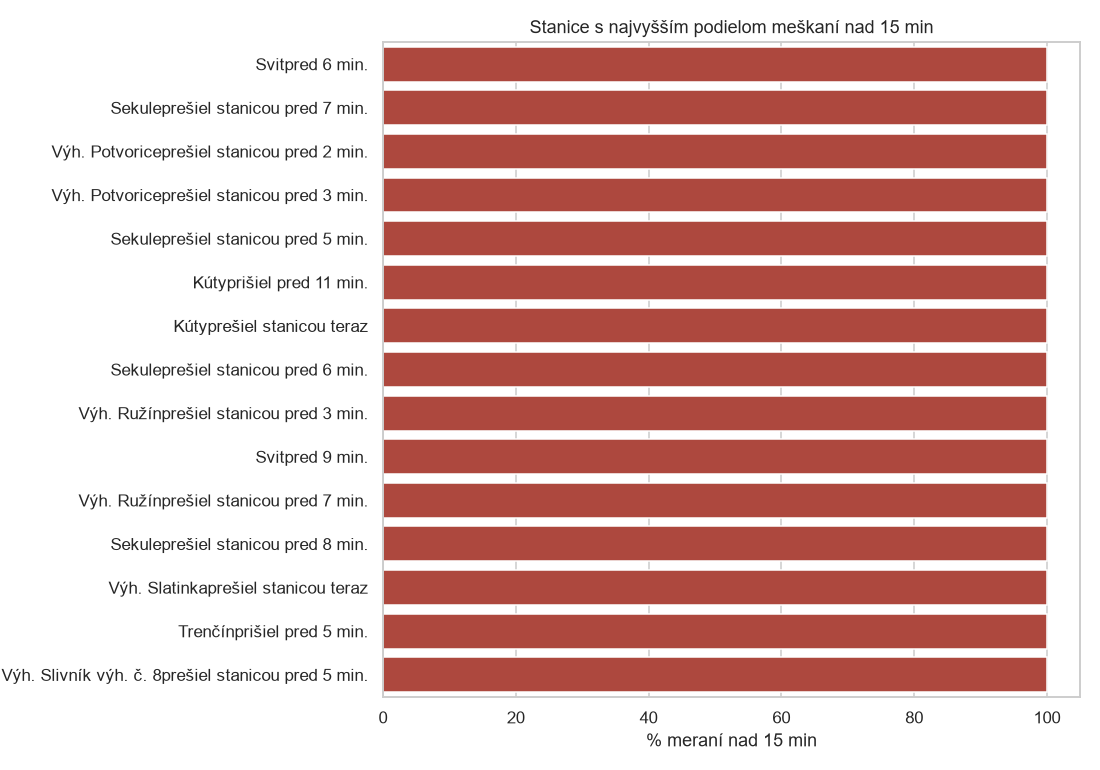 Stanice s najvyšším podielom meškaní nad 15 min
Svitpred 6 min.
Sekuleprešiel stanicou pred 7 min.
Výh. Potvoriceprešiel stanicou pred 2 min.
Výh. Potvoriceprešiel stanicou pred 3 min.
Sekuleprešiel stanicou pred 5 min.
Kútyprišiel pred 11 min.
Kútyprešiel stanicou teraz
Sekuleprešiel stanicou pred 6 min.
Výh. Ružínprešiel stanicou pred 3 min.
Svitpred 9 min.
Výh. Ružínprešiel stanicou pred 7 min.
Sekuleprešiel stanicou pred 8 min.
Výh. Slatinkaprešiel stanicou teraz
Trenčínprišiel pred 5 min.
Výh. Slivník výh. č. 8prešiel stanicou pred 5 min.
0 20 40 60 80 100
% meraní nad 15 min